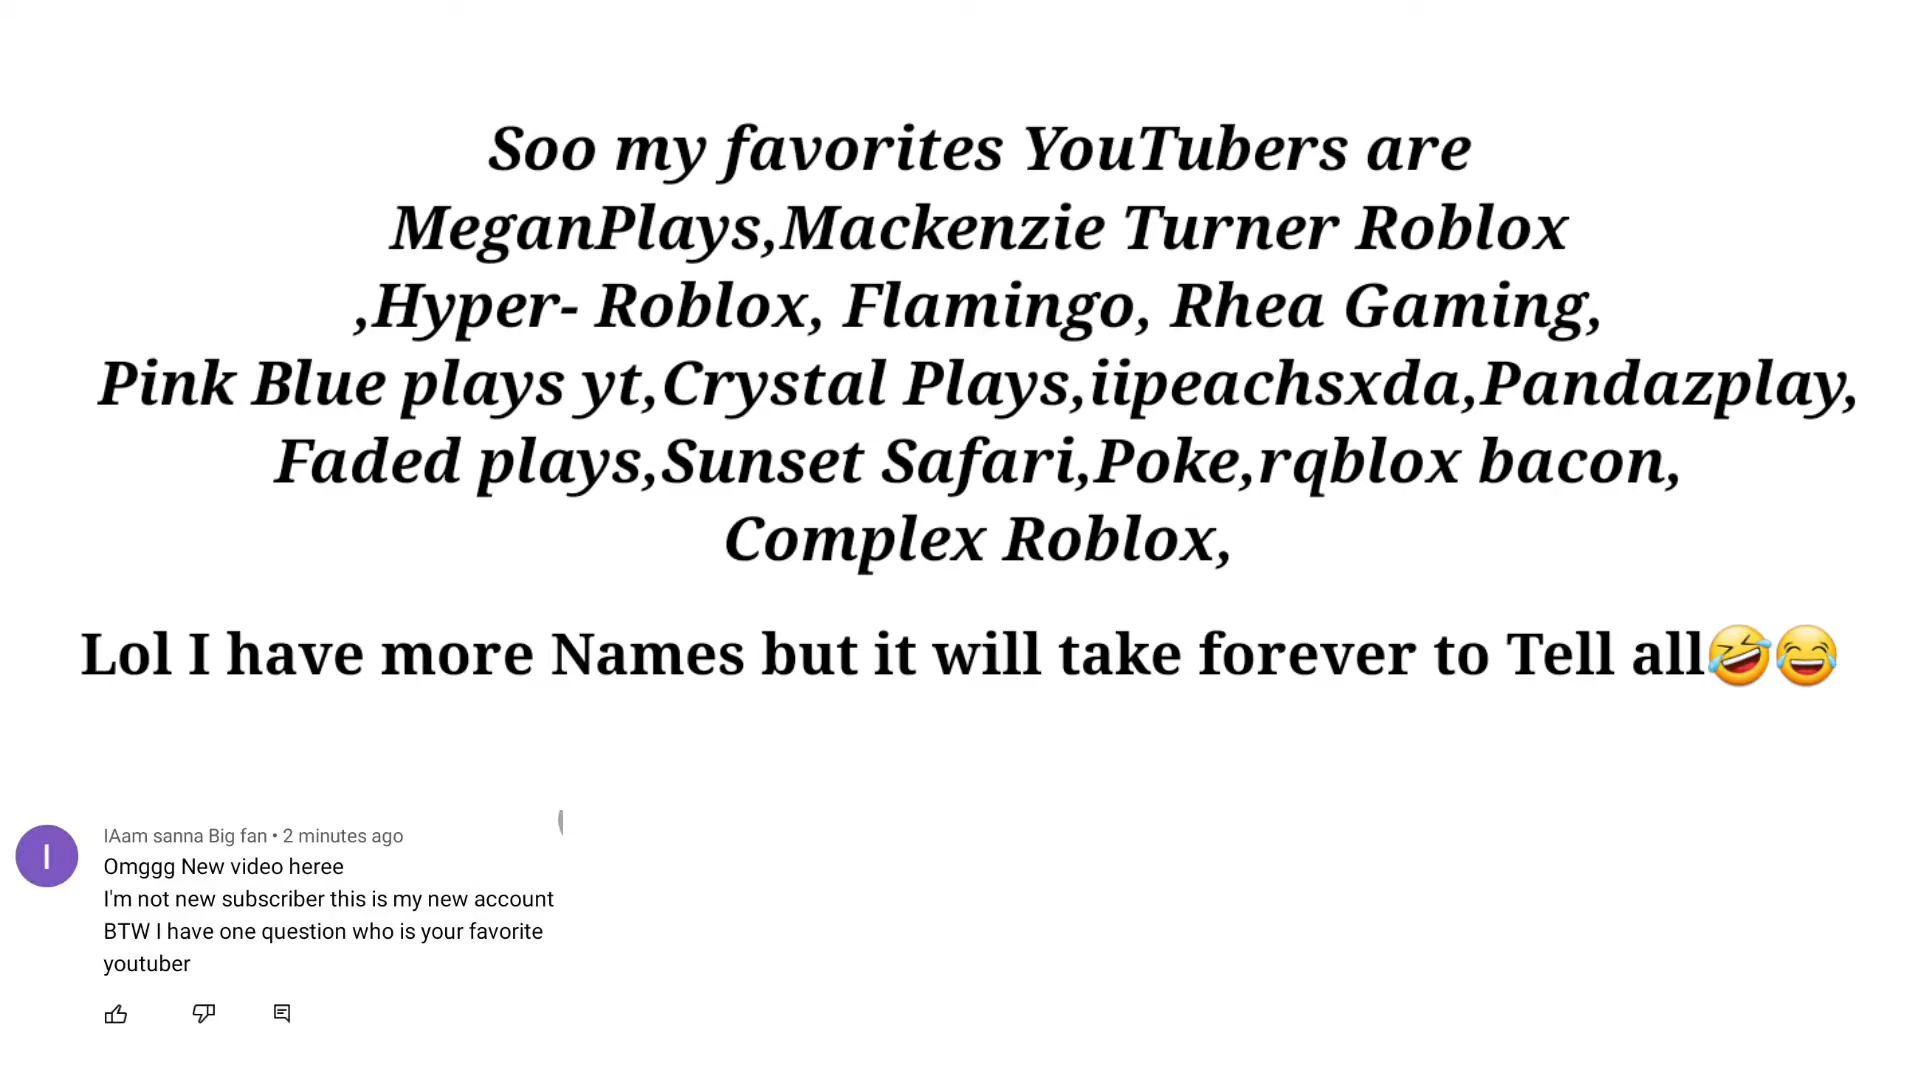 Soo my favorites YouTubers are
MeganPlays,Mackenzie Turner Roblox
,Hyper- Roblox, Flamingo, Rhea Gaming,
Pink Blue plays yt,Crystal Plays,iipeachsxda,Pandazplay,
Faded plays,Sunset Safari,Poke,rqblox bacon,
Complex Roblox,
Lol I have more Names but it will take forever to Tell all🤣😂
I
IAam sanna Big fan • 2 minutes ago
Omggg New video heree
I'm not new subscriber this is my new account
BTW I have one question who is your favorite
youtuber